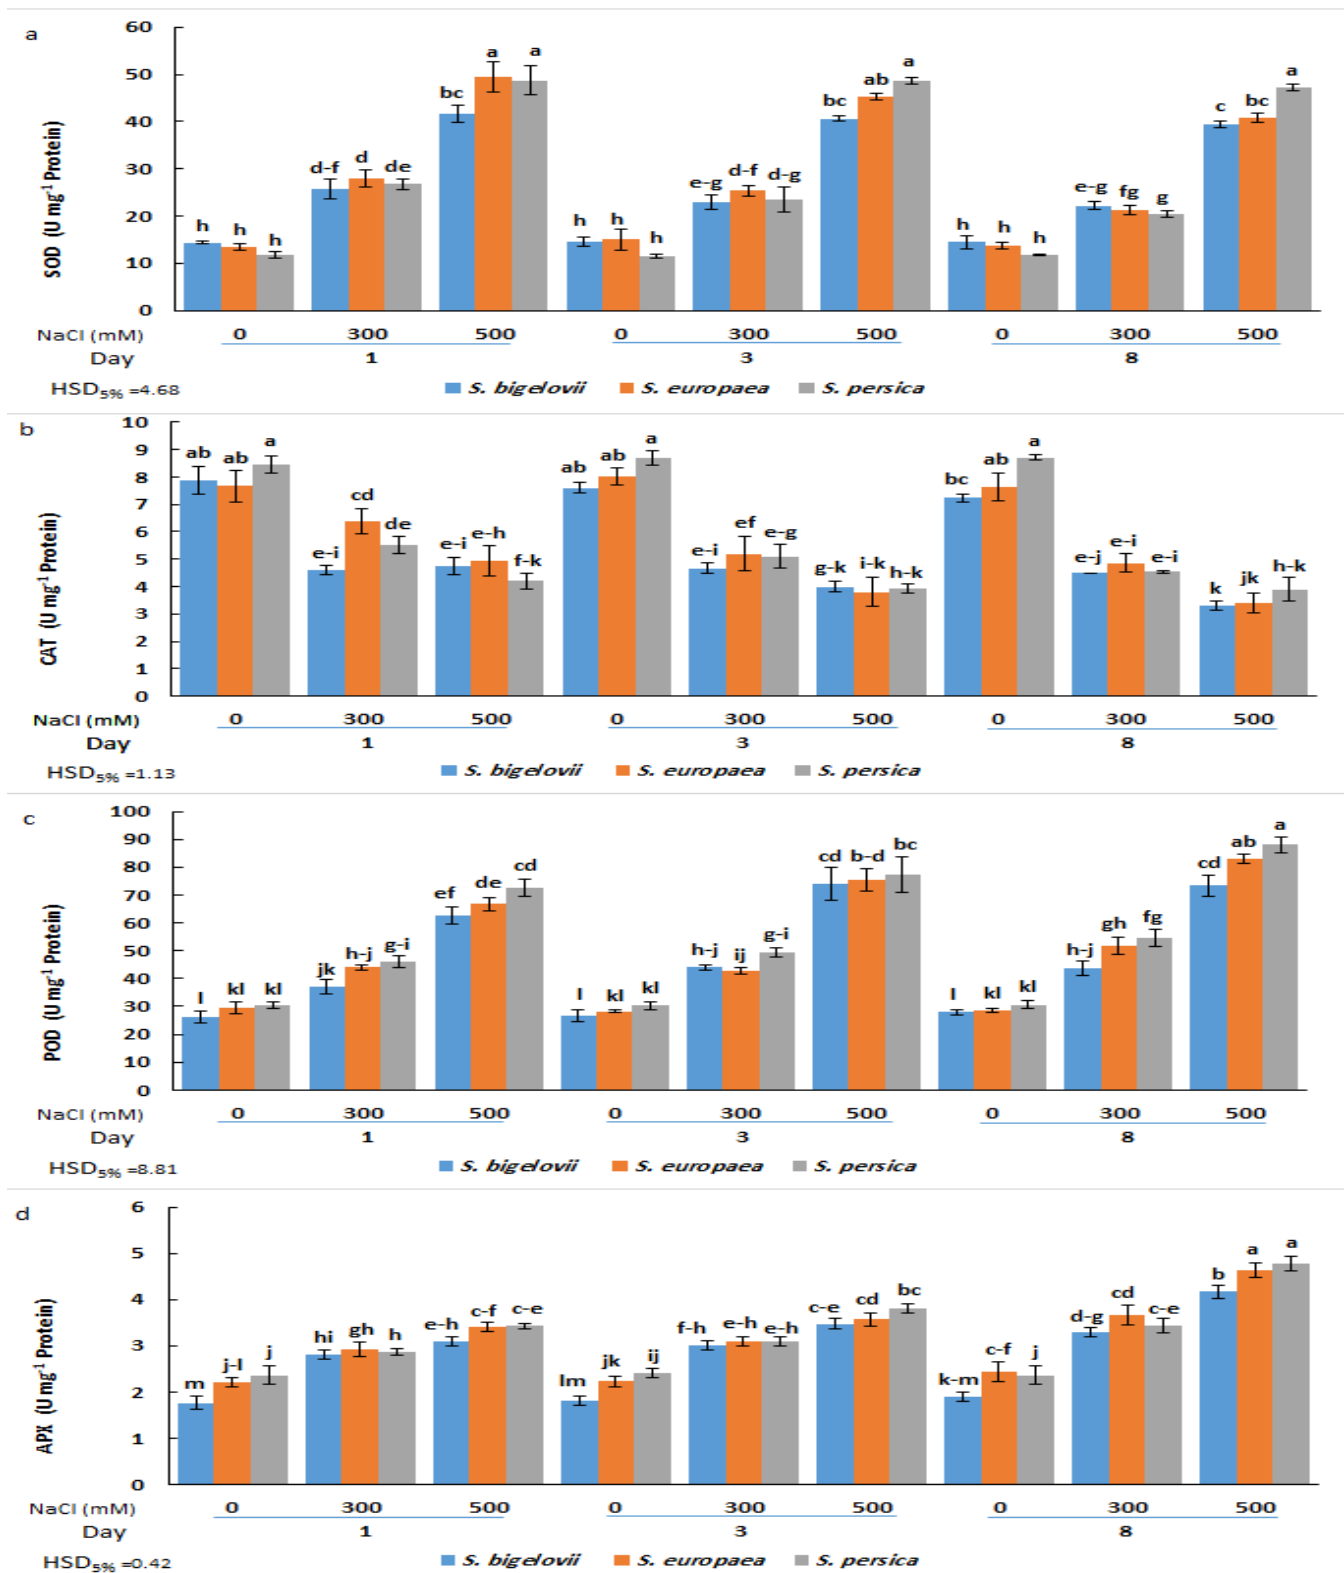 a
60
50
40
30
20
10
0
SOD (U mg-1 Protein)
h h h d-f d de bc a a h h h e-g d-f d-g bc ab a h h h e-g fg g c bc a
NaCl (mM) 0 300 500 0 300 500 0 300 500
Day 1 3 8
HSD5% =4.68 S. bigelovii S. europaea S. persica
b
10
9
8
7
6
5
4
3
2
1
0
CAT (U mg-1 Protein)
ab ab a e-i cd de e-i e-h f-k ab ab a e-i ef e-g g-k i-k h-k bc ab a e-j e-i e-i k jk h-k
NaCl (mM) 0 300 500 0 300 500 0 300 500
Day 1 3 8
HSD5% =1.13 S. bigelovii S. europaea S. persica
c
100
90
80
70
60
50
40
30
20
10
0
POD (U mg-1 Protein)
l kl kl jk h-j g-i ef de cd l kl kl h-j ij g-i cd b-d bc l kl kl h-j gh fg cd ab a
NaCl (mM) 0 300 500 0 300 500 0 300 500
Day 1 3 8
HSD5% =8.81 S. bigelovii S. europaea S. persica
d
6
5
4
3
2
1
0
APX (U mg-1 Protein)
m j-l j hi gh h e-h c-f c-e lm jk ij f-h e-h e-h c-e cd bc k-m c-f j d-g cd c-e b a a
NaCl (mM) 0 300 500 0 300 500 0 300 500
Day 1 3 8
HSD5% =0.42 S. bigelovii S. europaea S. persica